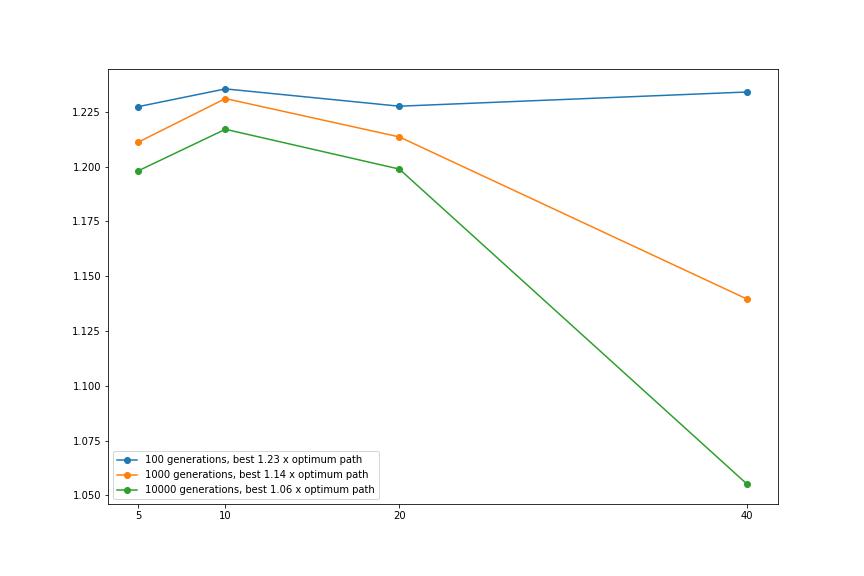 1.225
1.200
1.175
1.150
1.125
1.100
1.075
1.050
100 generations, best 1.23 x optimum path
1000 generations, best 1.14 x optimum path
10000 generations, best 1.06 x optimum path
5 10 20 40